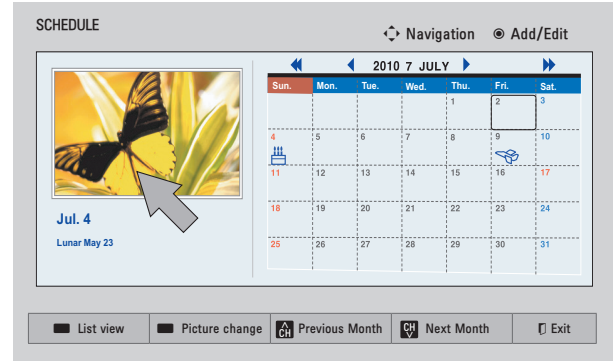 SCHEDULE
Navigation Add/Edit
2010 7 JULY
Sun. Mon. Tue. Wed. Thu. Fri. Sat.
1 2 3
4 5 6 7 8 9 10
11 12 13 14 15 16 17
18 19 20 21 22 23 24
25 26 27 28 29 30 31
Jul. 4
Lunar May 23
List view Picture change CH Previous Month CH Next Month Exit